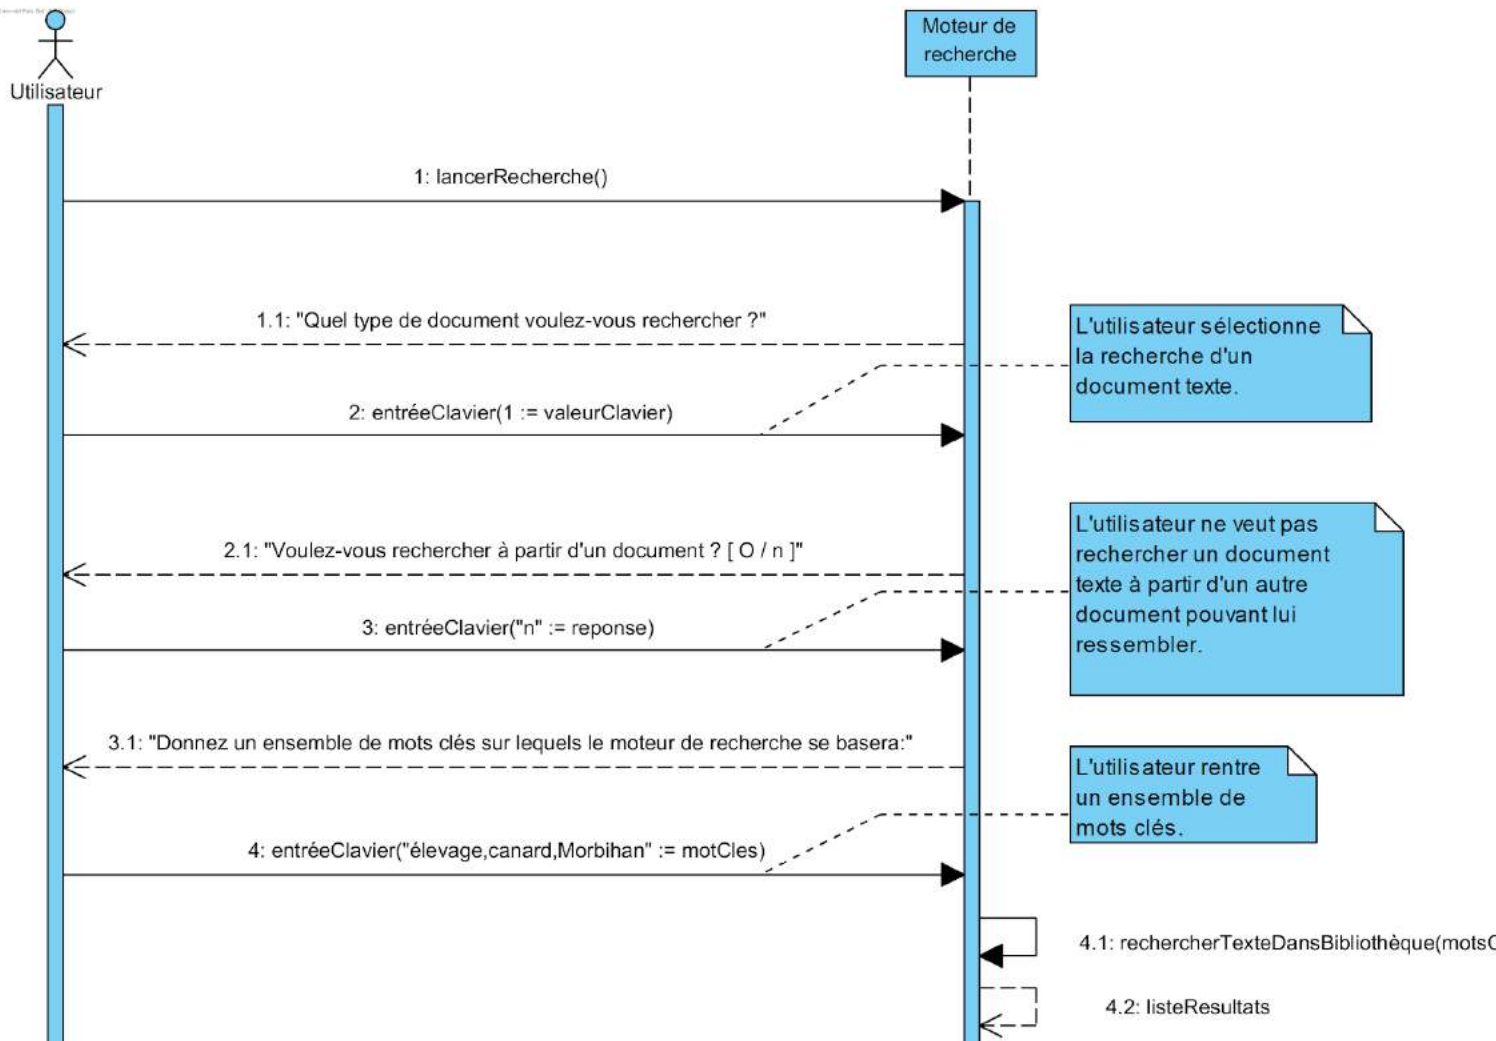 Utilisateur
Moteur de
recherche
1: lancerRecherche()
1.1: "Quel type de document voulez-vous rechercher ?"
L'utilisateur sélectionne
la recherche d'un
document texte.
2: entréeClavier(1 := valeurClavier)
2.1: "Voulez-vous rechercher à partir d'un document ? [ O / n ]"
L'utilisateur ne veut pas
rechercher un document
texte à partir d'un autre
document pouvant lui
ressembler.
3: entréeClavier("n" := reponse)
3.1: "Donnez un ensemble de mots clés sur lequels le moteur de recherche se basera:"
L'utilisateur rentre
un ensemble de
mots clés.
4: entréeClavier("élevage,canard,Morbihan" := motCles)
4.1: rechercherTexteDansBibliothèque(mots
4.2: listeResultats